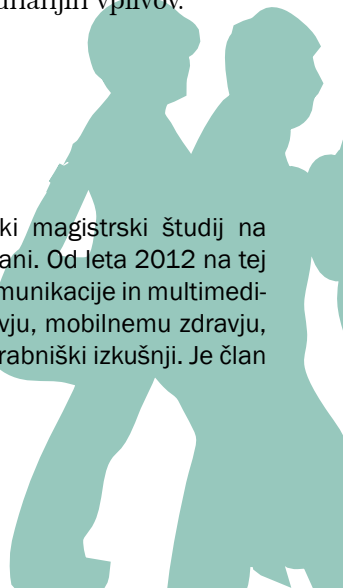 vplivov.
ki magistrski študij na
ani. Od leta 2012 na tej
munikacije in multimedi-
vju, mobilnemu zdravju,
rabniški izkušnji. Je član